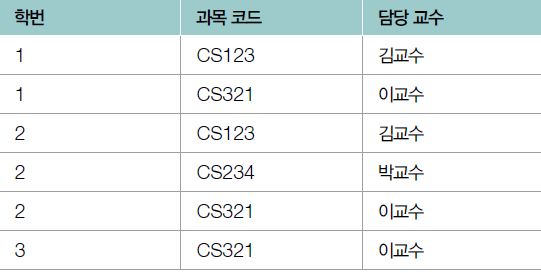 학번 과목 코드 담당 교수
1 CS123 김교수
1 CS321 이교수
2 CS123 김교수
2 CS234 박교수
2 CS321 이교수
3 CS321 이교수